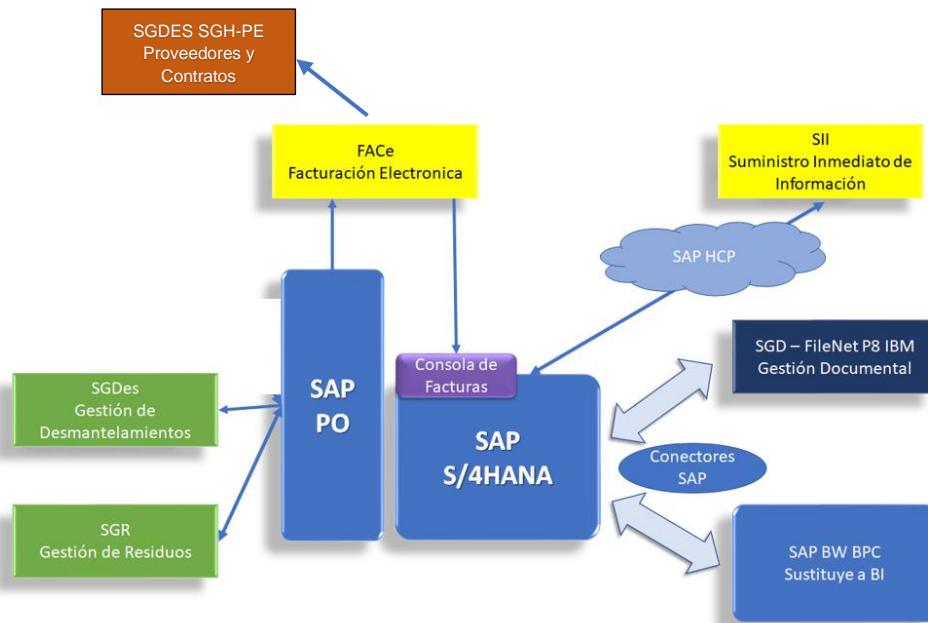 SGDES SGH-PE
Proveedores y
Contratos
FACe
Facturación Electronica
SII
Suministro Inmediato de
Información
SAP HCP
SGD – FileNet P8 IBM
Gestión Documental
Consola de
Facturas
SGDes
Gestión de
Desmantelamientos
SAP
PO
SAP
S/4HANA
Conectores
SAP
SGR
Gestión de Residuos
SAP BW BPC
Sustituye a BI